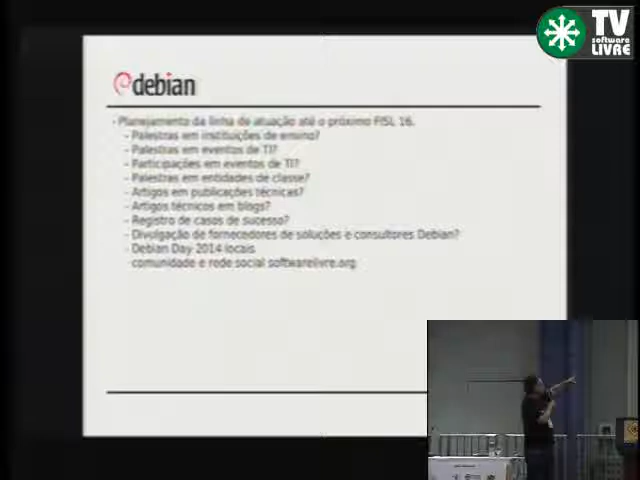 TV
software
LIVRE
debian
- Planejamento da linha de atuação até o próximo FISL 16.
- Palestras em instituições de ensino?
- Palestras em eventos de TI?
- Participações em eventos de TI?
- Palestras em entidades de classe?
- Artigos em publicações técnicas?
- Artigos técnicos em blogs?
- Registro de casos de sucesso?
- Divulgação de fornecedores de soluções e consultores Debian?
- Debian Day 2014 locais
comunidade e rede social softwarelivre.org